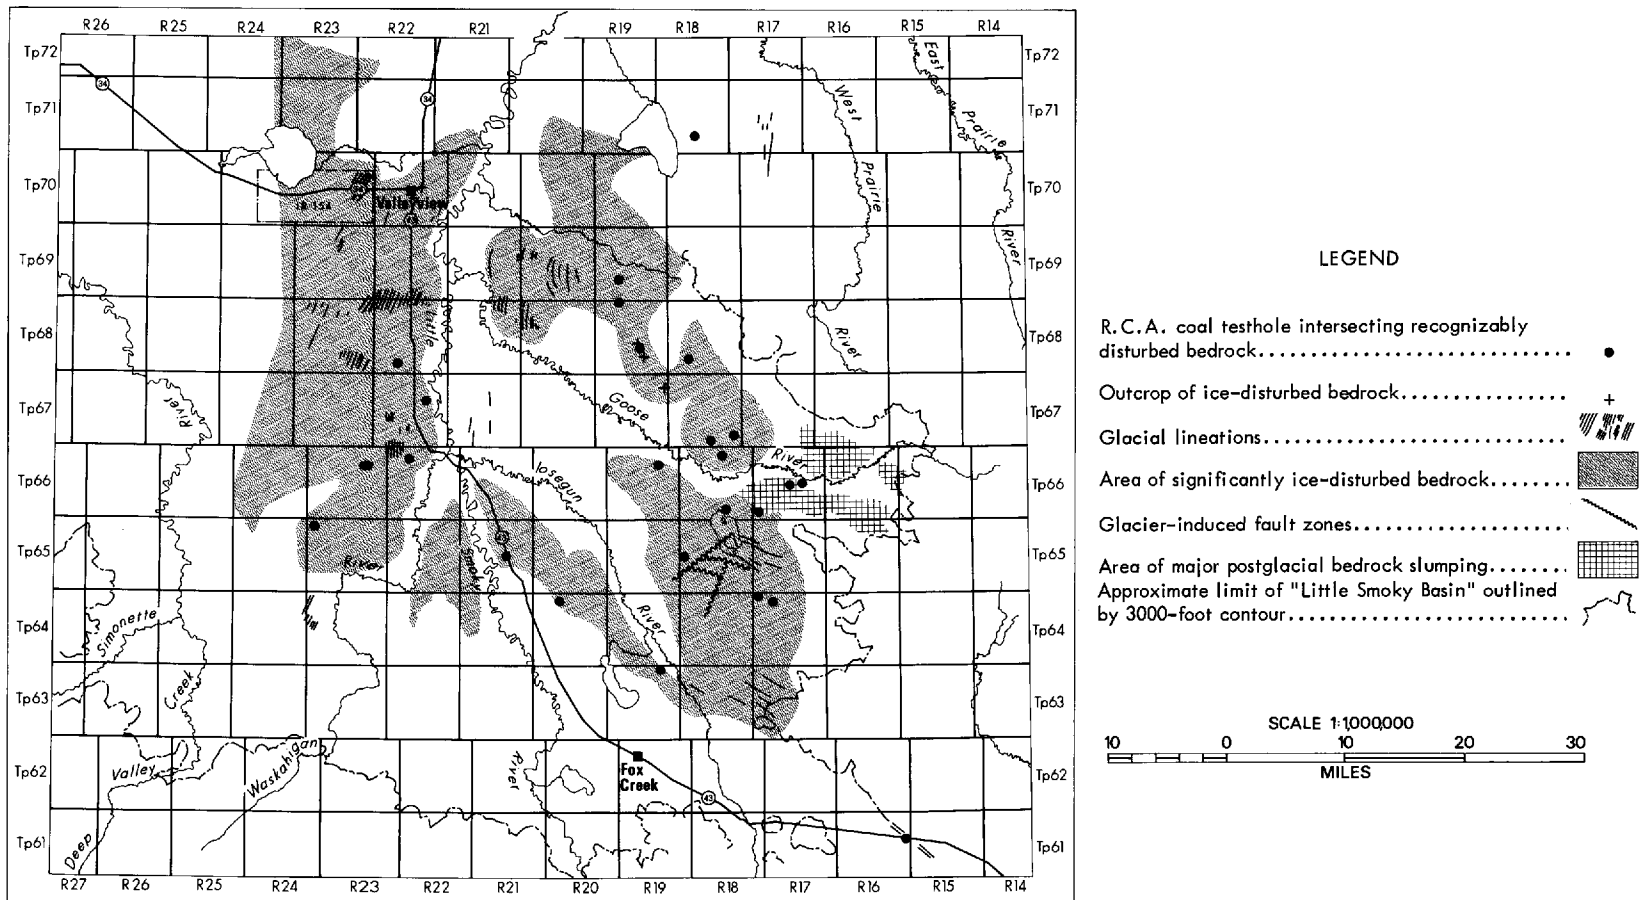 R26 R25 R24 R23 R22 R21 R19 R18 R17 R16 R15 R14
Tp72 Tp72
Tp71 Tp71
Tp70 Tp70
Tp69 Tp69
Tp68 Tp68
Tp67 Tp67
Tp66 Tp66
Tp65 Tp65
Tp64 Tp64
Tp63 Tp63
Tp62 Tp62
Tp61 Tp61
R27 R26 R25 R24 R23 R22 R21 R20 R19 R18 R17 R16 R15 R14
34
34
East
Prairie
River
West
Prairie
River
Valleyview
Little
Smoky
River
Goose
River
Iosegun
River
River
River
Simonette
Creek
Valley
Deep
Waskahigan
Fox
Creek
43
LEGEND
R.C.A. coal testhole intersecting recognizably
disturbed bedrock
Outcrop of ice-disturbed bedrock
Glacial lineations
Area of significantly ice-disturbed bedrock
Glacier-induced fault zones
Area of major postglacial bedrock slumping
Approximate limit of "Little Smoky Basin" outlined
by 3000-foot contour
SCALE 1:1,000,000
10 0 10 20 30
MILES